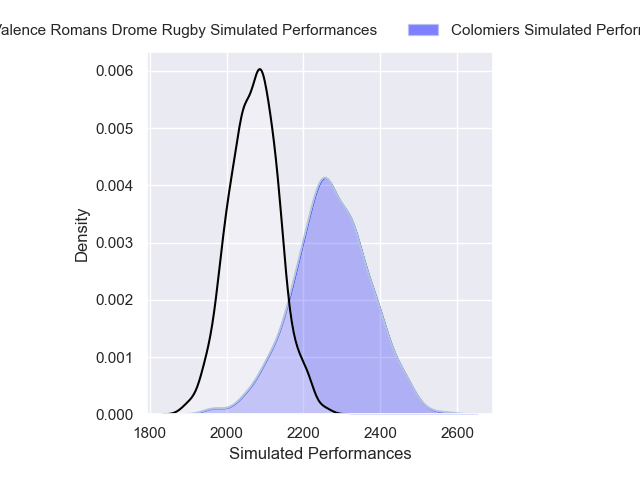 Valence Romans Drome Rugby Simulated Performances Colomiers Simulated
0.006
0.005
0.004
0.003
0.002
0.001
0.000
Density
1800 2000 2200 2400 2600
Simulated Performances